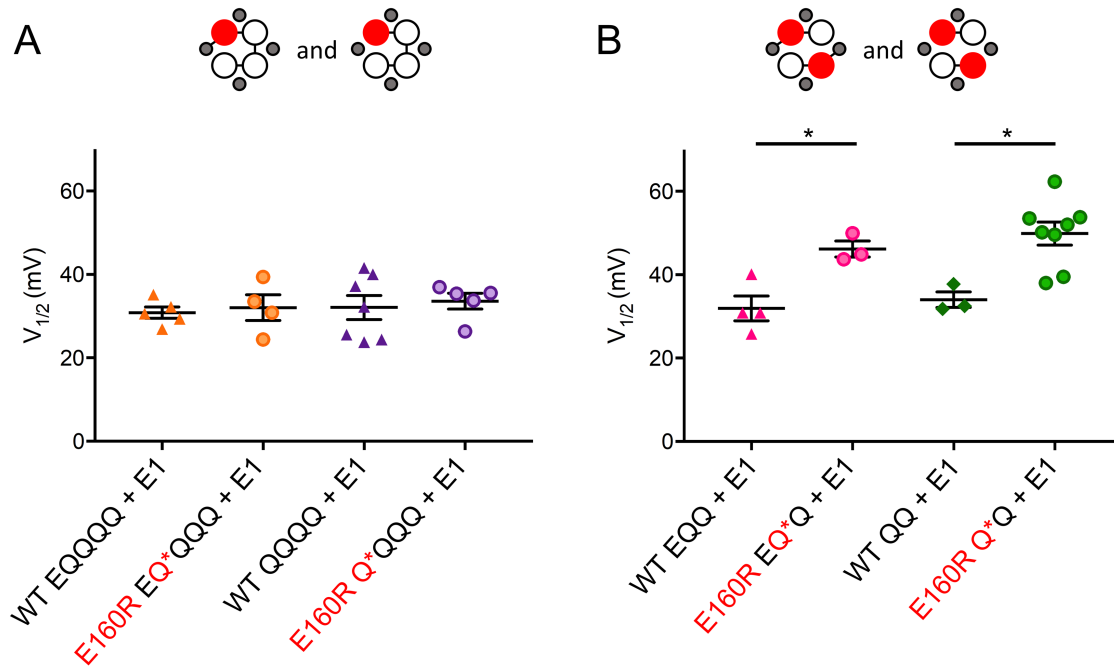 A
and
V1/2 (mV)
60
40
20
0
WT EQQQQ + E1
E160R EQ*QQQ + E1
WT QQQQ + E1
E160R Q*QQQ + E1
B
and
*
*
V1/2 (mV)
60
40
20
0
WT EQQ + E1
E160R EQ*Q + E1
WT QQ + E1
E160R Q*Q + E1